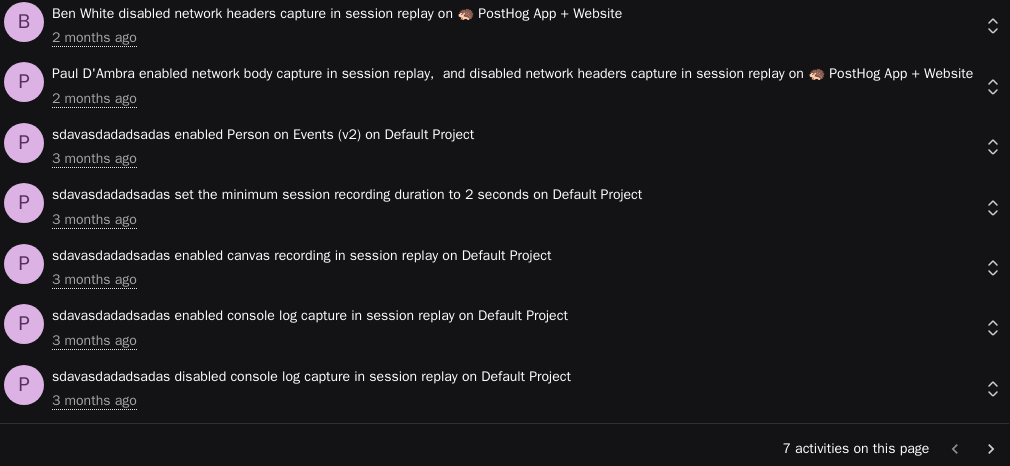 B
Ben White disabled network headers capture in session replay on 🦔 PostHog App + Website
2 months ago
P
Paul D'Ambra enabled network body capture in session replay, and disabled network headers capture in session replay on 🦔 PostHog App + Website
2 months ago
P
sdavasdadadsadas enabled Person on Events (v2) on Default Project
3 months ago
P
sdavasdadadsadas set the minimum session recording duration to 2 seconds on Default Project
3 months ago
P
sdavasdadadsadas enabled canvas recording in session replay on Default Project
3 months ago
P
sdavasdadadsadas enabled console log capture in session replay on Default Project
3 months ago
P
sdavasdadadsadas disabled console log capture in session replay on Default Project
3 months ago
7 activities on this page